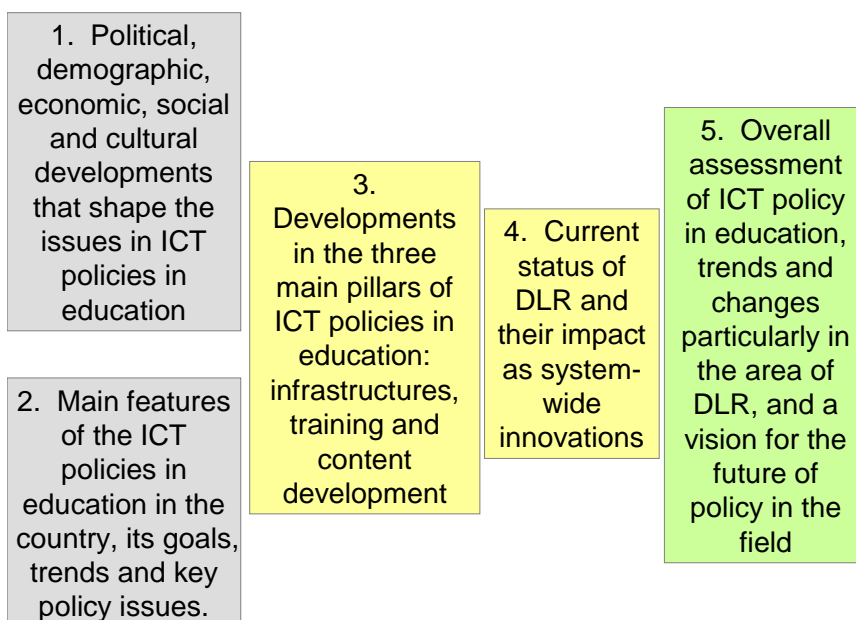 1. Political,
demographic,
economic, social
and cultural
developments
that shape the
issues in ICT
policies in
education
2. Main features
of the ICT
policies in
education in the
country, its goals,
trends and key
policy issues.
3.
Developments
in the three
main pillars of
ICT policies in
education:
infrastructures,
training and
content
development
4. Current
status of
DLR and
their impact
as system-
wide
innovations
5. Overall
assessment
of ICT policy
in education,
trends and
changes
particularly in
the area of
DLR, and a
vision for the
future of
policy in the
field